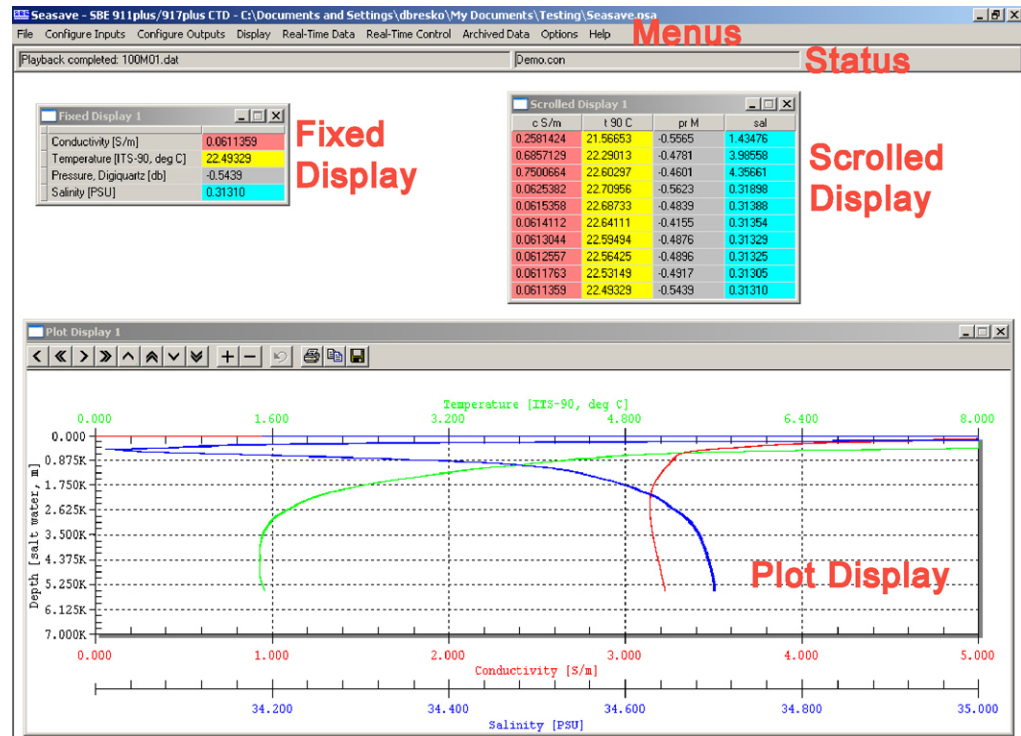 Seasave - SBE 911plus/917plus CTD - C:\Documents and Settings\dbresko\My Documents\Testing\Seasave.psa
File Configure Inputs Configure Outputs Display Real-Time Data Real-Time Control Archived Data Options Help
Menus
Playback completed: 100M01.dat Demo.con
Status
Fixed Display 1
Conductivity [S/m] 0.0611359
Temperature [ITS-90, deg C] 22.49329
Pressure, Digiquartz [db] -0.5439
Salinity [PSU] 0.31310
Fixed
Display
Scrolled Display 1
c S/m t 90 C pr M sal
0.2581424 21.56653 -0.5565 1.43476
0.6857129 22.29013 -0.4781 3.98558
0.7500664 22.60297 -0.4601 4.35661
0.0625382 22.70956 -0.5623 0.31898
0.0615358 22.68733 -0.4839 0.31388
0.0614112 22.64111 -0.4155 0.31354
0.0613044 22.59494 -0.4876 0.31329
0.0612557 22.56425 -0.4896 0.31325
0.0611763 22.53149 -0.4917 0.31305
0.0611359 22.49329 -0.5439 0.31310
Scrolled
Display
Plot Display 1
Temperature [ITS-90, deg C]
0.000 1.600 3.200 4.800 6.400 8.000
Depth [salt water, m]
0.000
0.875K
1.750K
2.625K
3.500K
4.375K
5.250K
6.125K
7.000K
Plot Display
0.000 1.000 2.000 3.000 4.000 5.000
Conductivity [S/m]
34.200 34.400 34.600 34.800 35.000
Salinity [PSU]